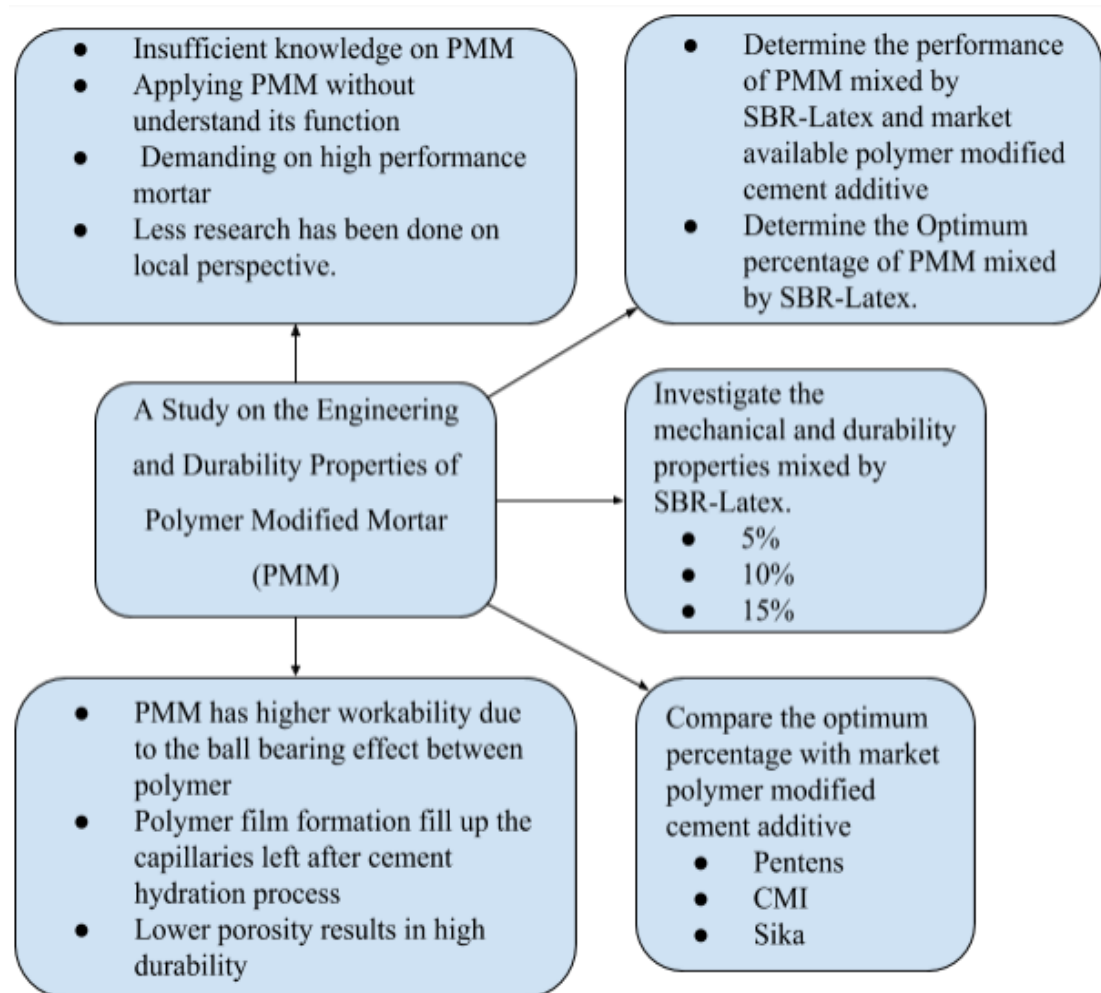 ● Insufficient knowledge on PMM
● Applying PMM without
understand its function
● Demanding on high performance
mortar
● Less research has been done on
local perspective.
● Determine the performance
of PMM mixed by
SBR-Latex and market
available polymer modified
cement additive
● Determine the Optimum
percentage of PMM mixed
by SBR-Latex.
A Study on the Engineering
and Durability Properties of
Polymer Modified Mortar
(PMM)
Investigate the
mechanical and durability
properties mixed by
SBR-Latex.
● 5%
● 10%
● 15%
● PMM has higher workability due
to the ball bearing effect between
polymer
● Polymer film formation fill up the
capillaries left after cement
hydration process
● Lower porosity results in high
durability
Compare the optimum
percentage with market
polymer modified
cement additive
● Pentens
● CMI
● Sika